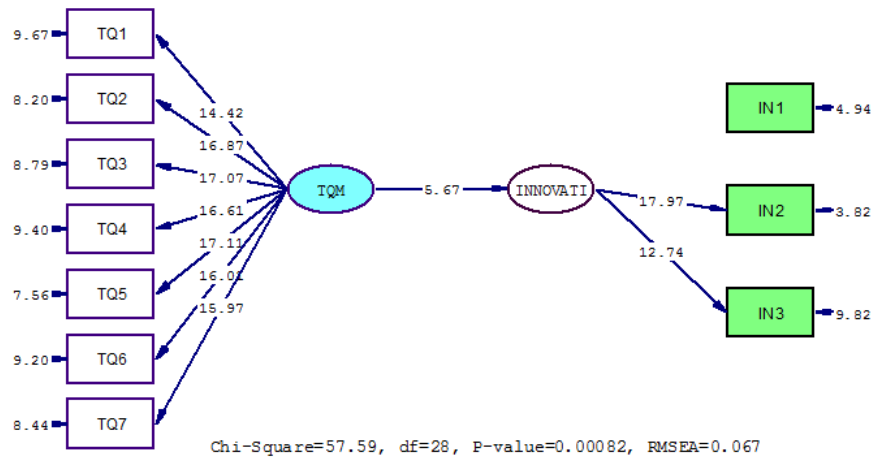 9.67 TQ1
8.20 TQ2
8.79 TQ3
9.40 TQ4
7.56 TQ5
9.20 TQ6
8.44 TQ7
14.42
16.87
17.07
16.61
17.11
16.01
15.97
TQM
5.67
INNOVATI
17.97
12.74
IN1 4.94
IN2 3.82
IN3 9.82
Chi-Square=57.59, df=28, P-value=0.00082, RMSEA=0.067